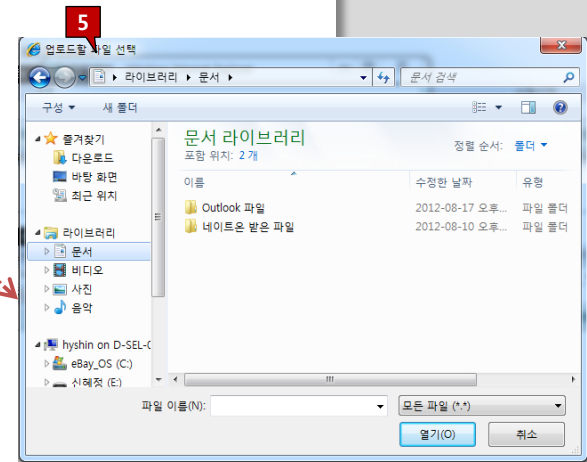 5
업로드할 파일 선택
라이브러리 ▸ 문서 ▸
문서 검색
구성 새 폴더
즐겨찾기
다운로드
바탕 화면
최근 위치
라이브러리
문서
비디오
사진
음악
hyshin on D-SEL-
eBay_OS (C:)
신혜정 (E:)
문서 라이브러리
포함 위치: 2개
정렬 순서: 폴더
이름 수정한 날짜 유형
Outlook 파일 2012-08-17 오후... 파일 폴더
네이트온 받은 파일 2012-08-10 오후... 파일 폴더
파일 이름(N): 모든 파일 (*.*)
열기(O) 취소